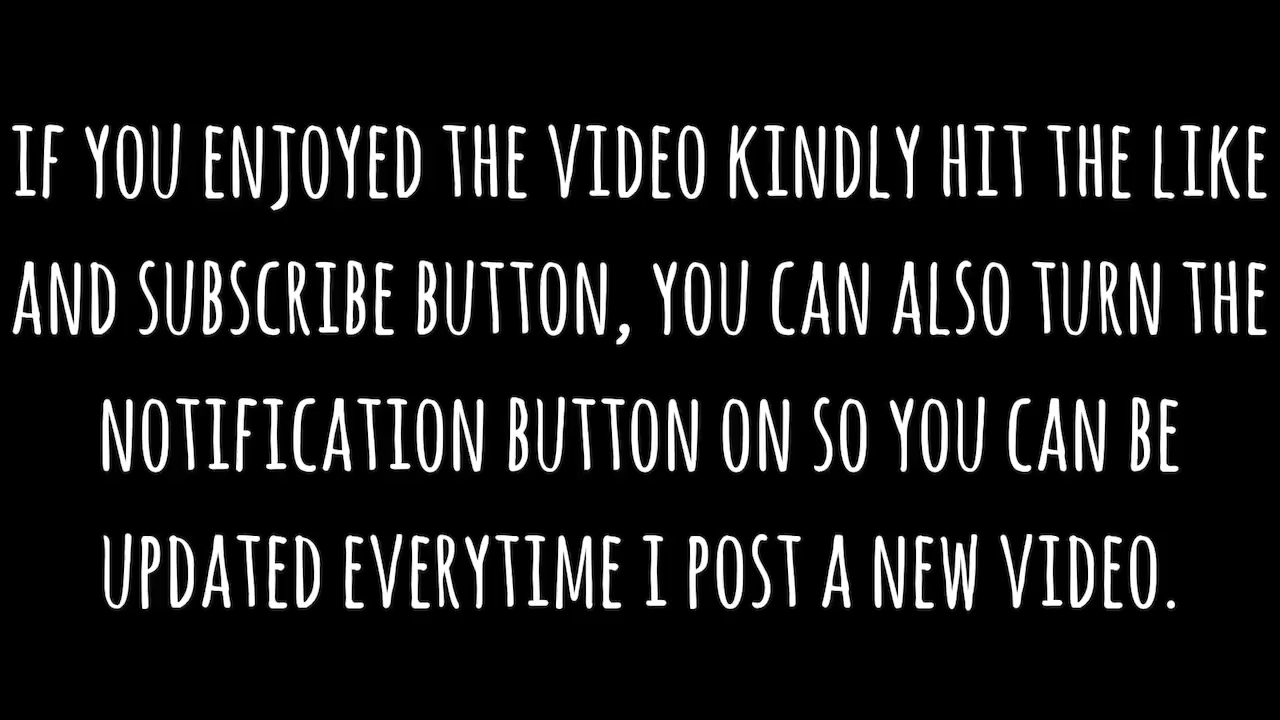 IF YOU ENJOYED THE VIDEO KINDLY HIT THE LIKE
AND SUBSCRIBE BUTTON, YOU CAN ALSO TURN THE
NOTIFICATION BUTTON ON SO YOU CAN BE
UPDATED EVERYTIME I POST A NEW VIDEO.